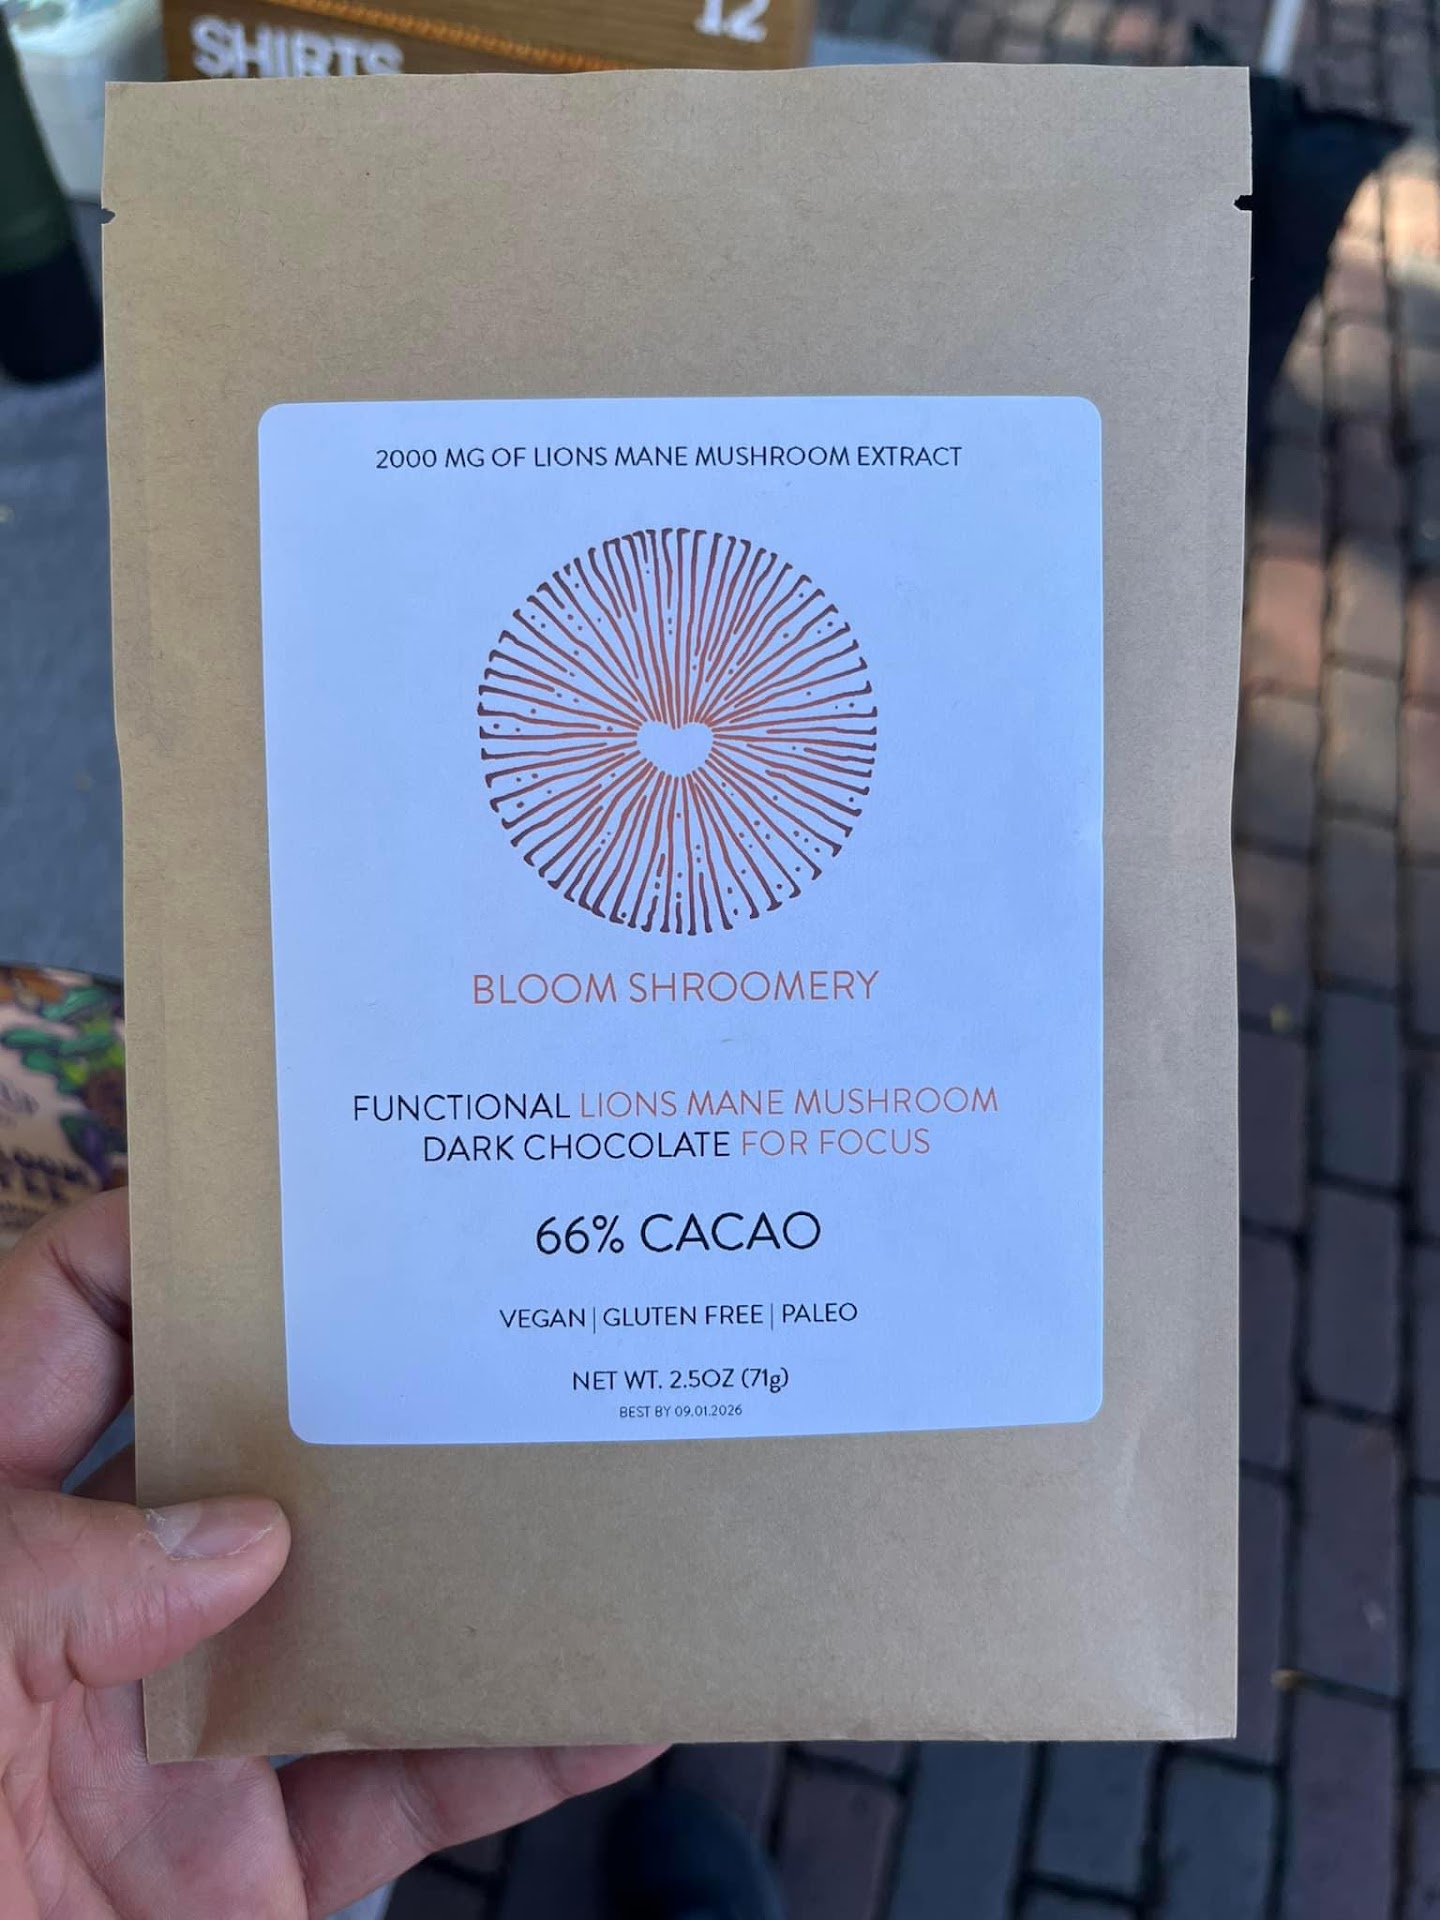 SHIRTS
12
2000 MG OF LIONS MANE MUSHROOM EXTRACT
BLOOM SHROOMERY
FUNCTIONAL LIONS MANE MUSHROOM
DARK CHOCOLATE FOR FOCUS
66% CACAO
VEGAN | GLUTEN FREE | PALEO
NET WT. 2.5OZ (71g)
BEST BY 09.01.2026